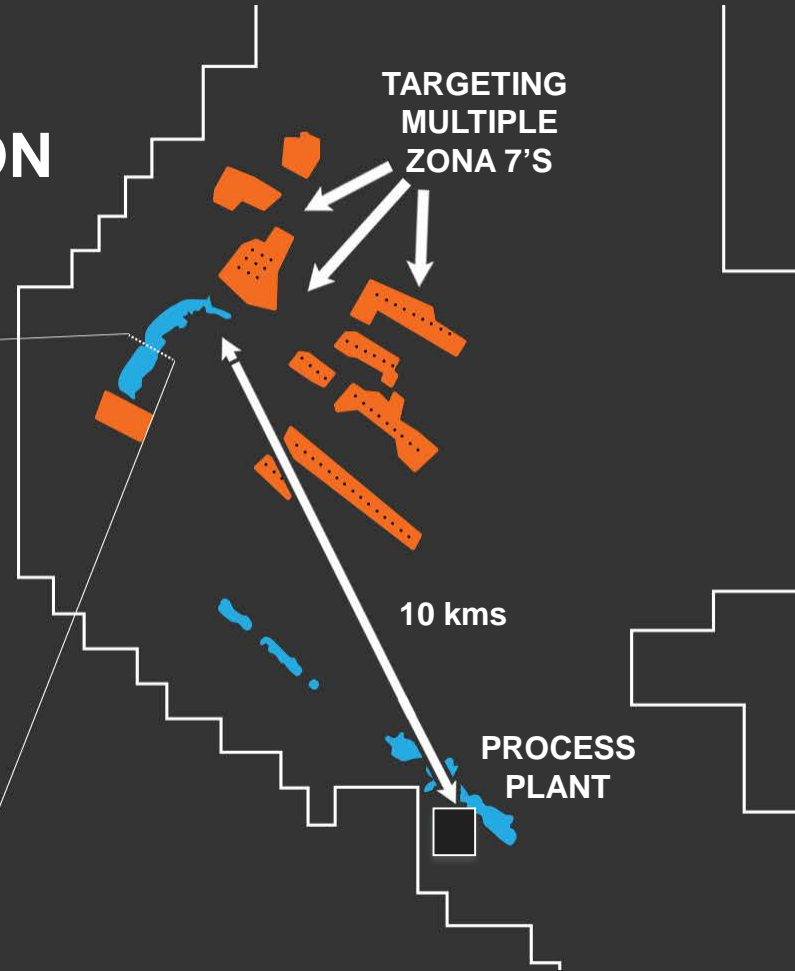 TARGETING
MULTIPLE
ZONA 7'S
ON
10 kms
PROCESS
PLANT